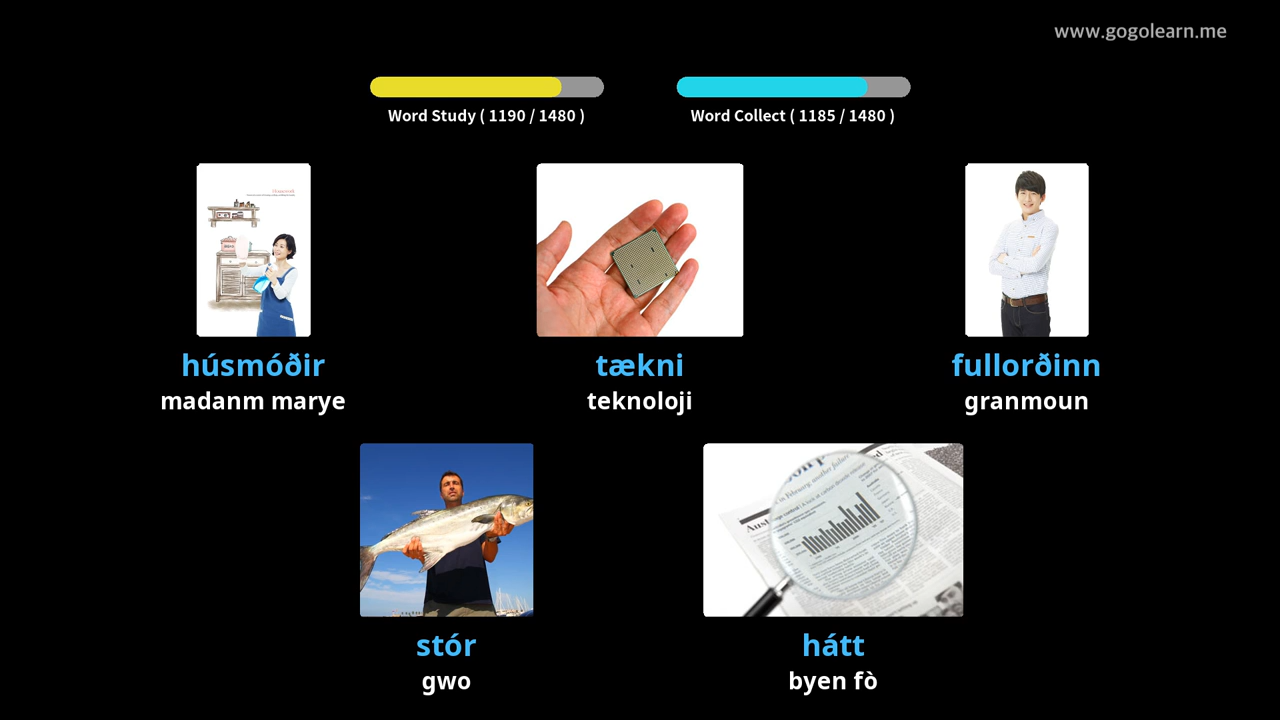 www.gogolearn.me
Word Study ( 1190 / 1480 )
Word Collect ( 1185 / 1480 )
húsmóðir
madanm marye
tækni
teknoloji
fullorðinn
granmoun
stór
gwo
hátt
byen fò